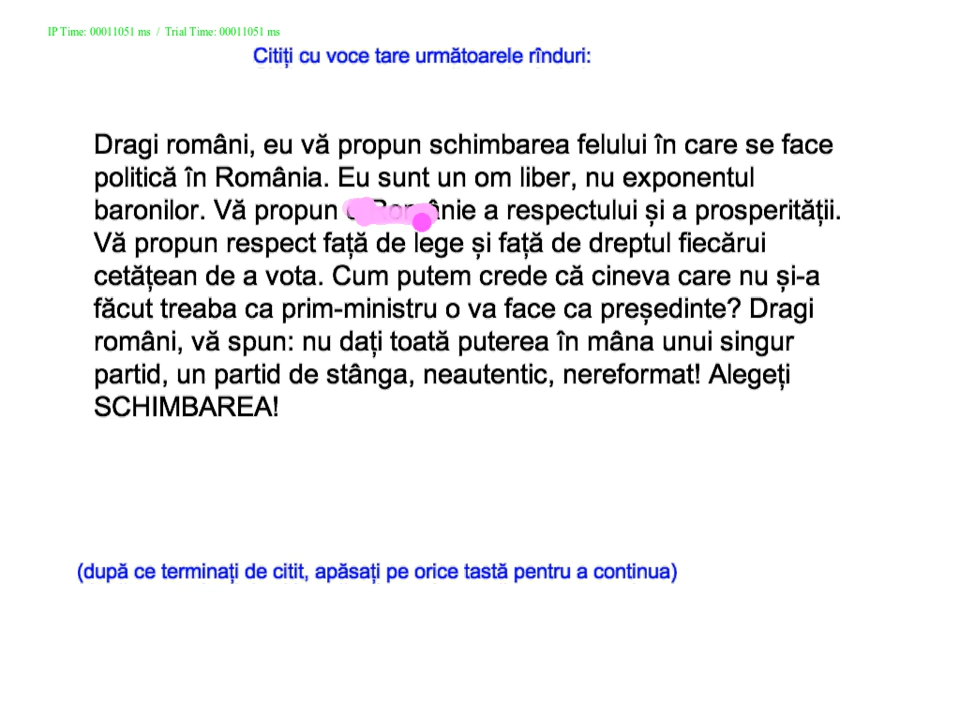 IP Time: 00011051 ms / Trial Time: 00011051 ms
Citiți cu voce tare următoarele rînduri:
Dragi români, eu vă propun schimbarea felului în care se face
politică în România. Eu sunt un om liber, nu exponentul
baronilor. Vă propun o Românie a respectului și a prosperității.
Vă propun respect față de lege și față de dreptul fiecărui
cetățean de a vota. Cum putem crede că cineva care nu și-a
făcut treaba ca prim-ministru o va face ca președinte? Dragi
români, vă spun: nu dați toată puterea în mâna unui singur
partid, un partid de stânga, neautentic, nereformat! Alegeți
SCHIMBAREA!
(după ce terminați de citit, apăsați pe orice tastă pentru a continua)